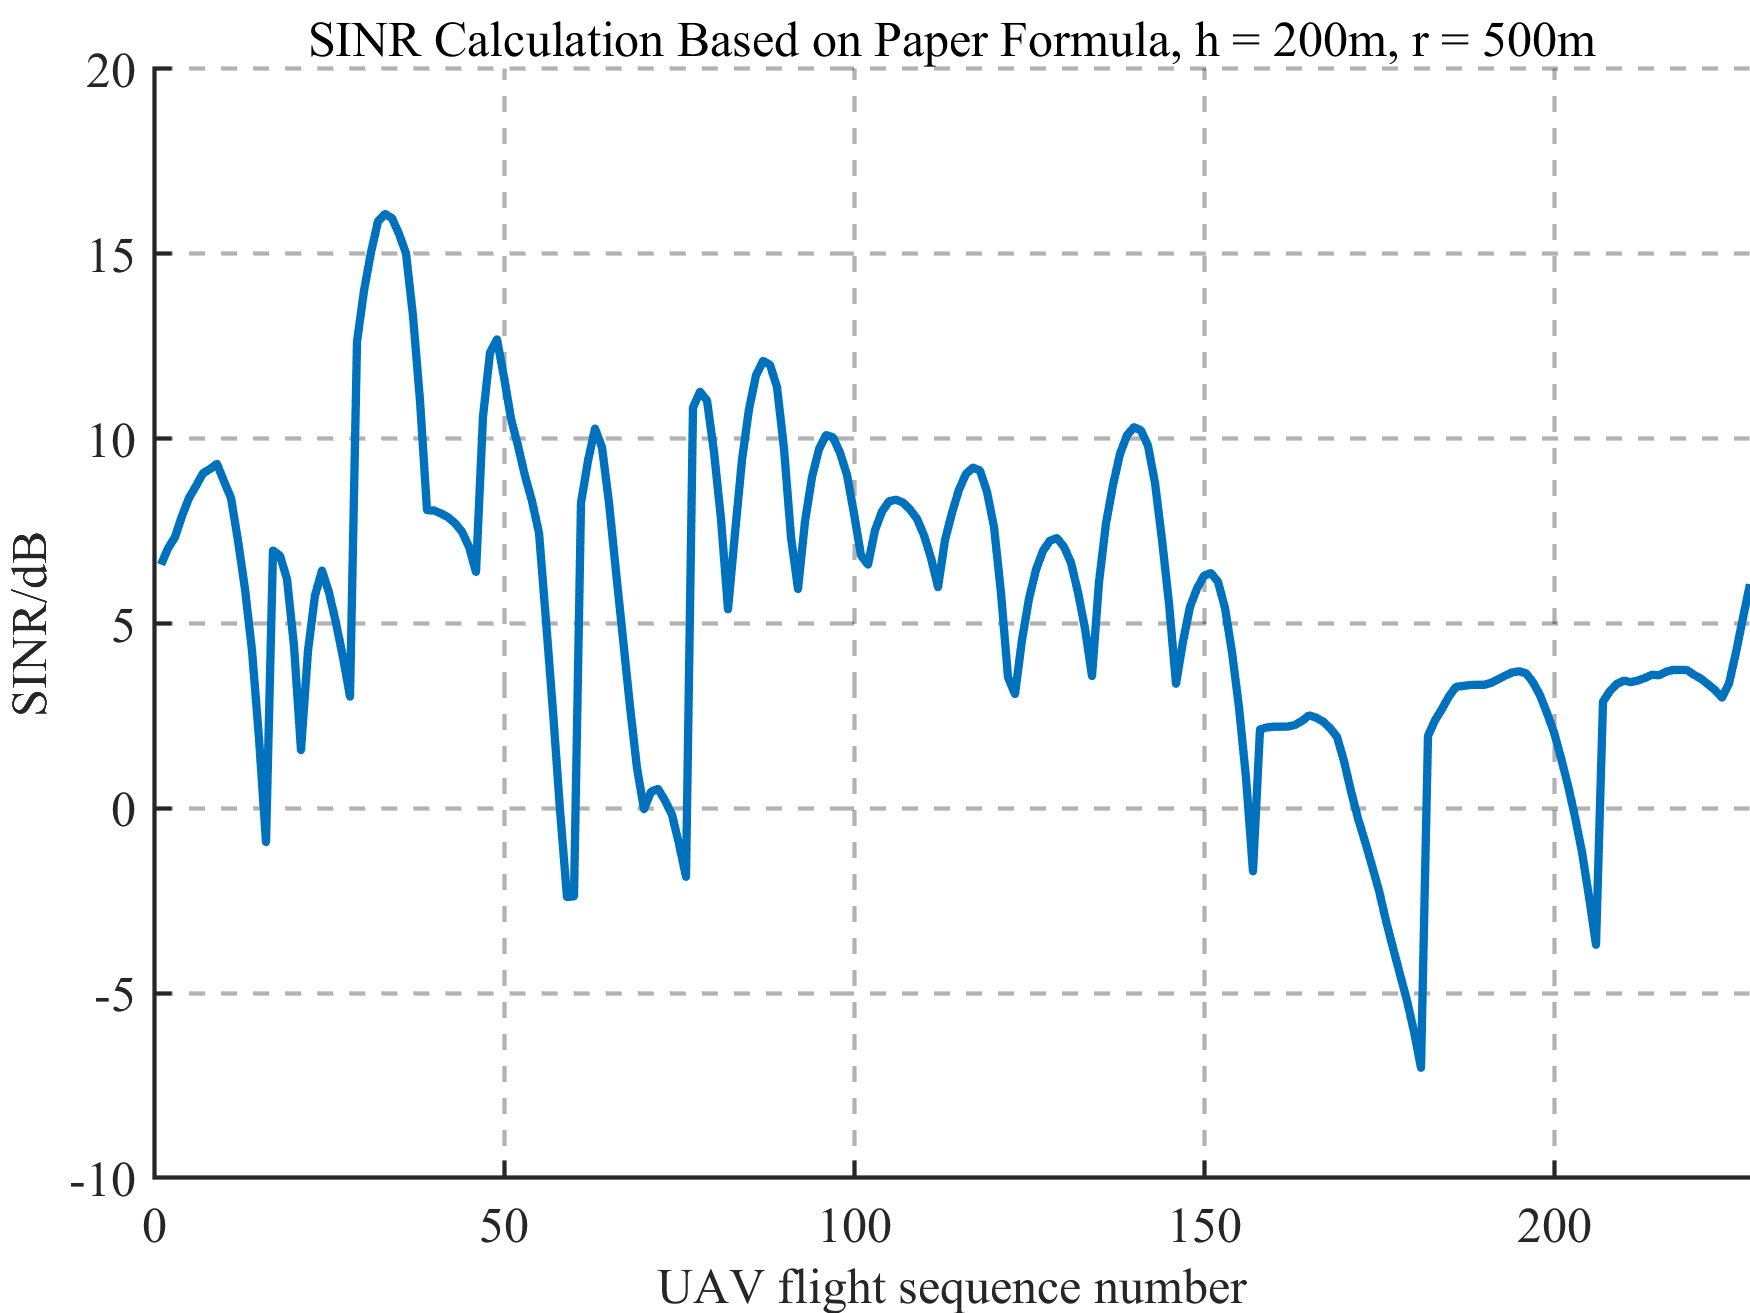 SINR Calculation Based on Paper Formula, h = 200m, r = 500m
20
15
10
5
0
-5
-10
SINR/dB
0 50 100 150 200
UAV flight sequence number